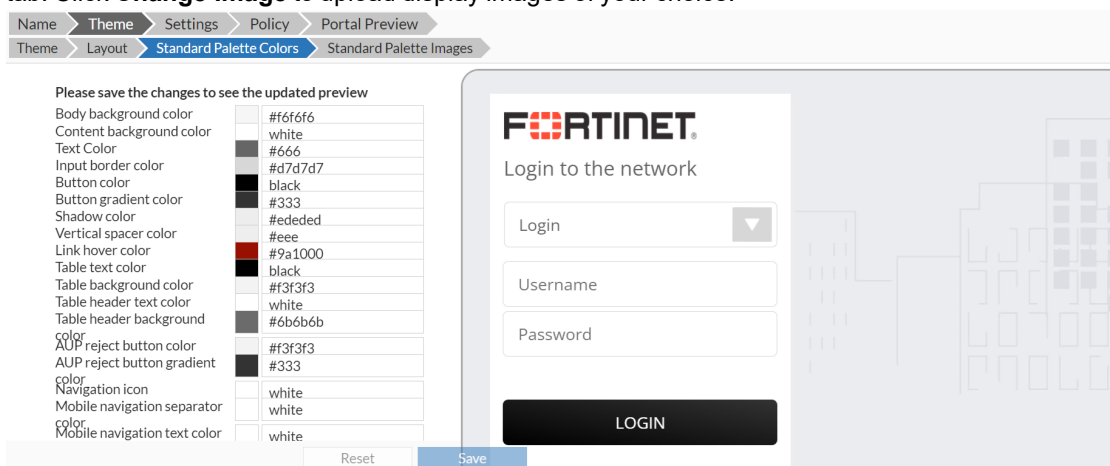 tab. Click Change Image to upload display images of your choice.
Name Theme Settings Policy Portal Preview
Theme Layout Standard Palette Colors Standard Palette Images
Please save the changes to see the updated preview
Body background color #f6f6f6
Content background color white
Text Color #666
Input border color #d7d7d7
Button color black
Button gradient color #333
Shadow color #ededed
Vertical spacer color #eee
Link hover color #9a1000
Table text color black
Table background color #f3f3f3
Table header text color white
Table header background color #6b6b6b
AUP reject button color #f3f3f3
AUP reject button gradient color #333
Navigation icon white
Mobile navigation separator color white
Mobile navigation text color white
Reset Save
FORTINET
Login to the network
Login
Username
Password
LOGIN